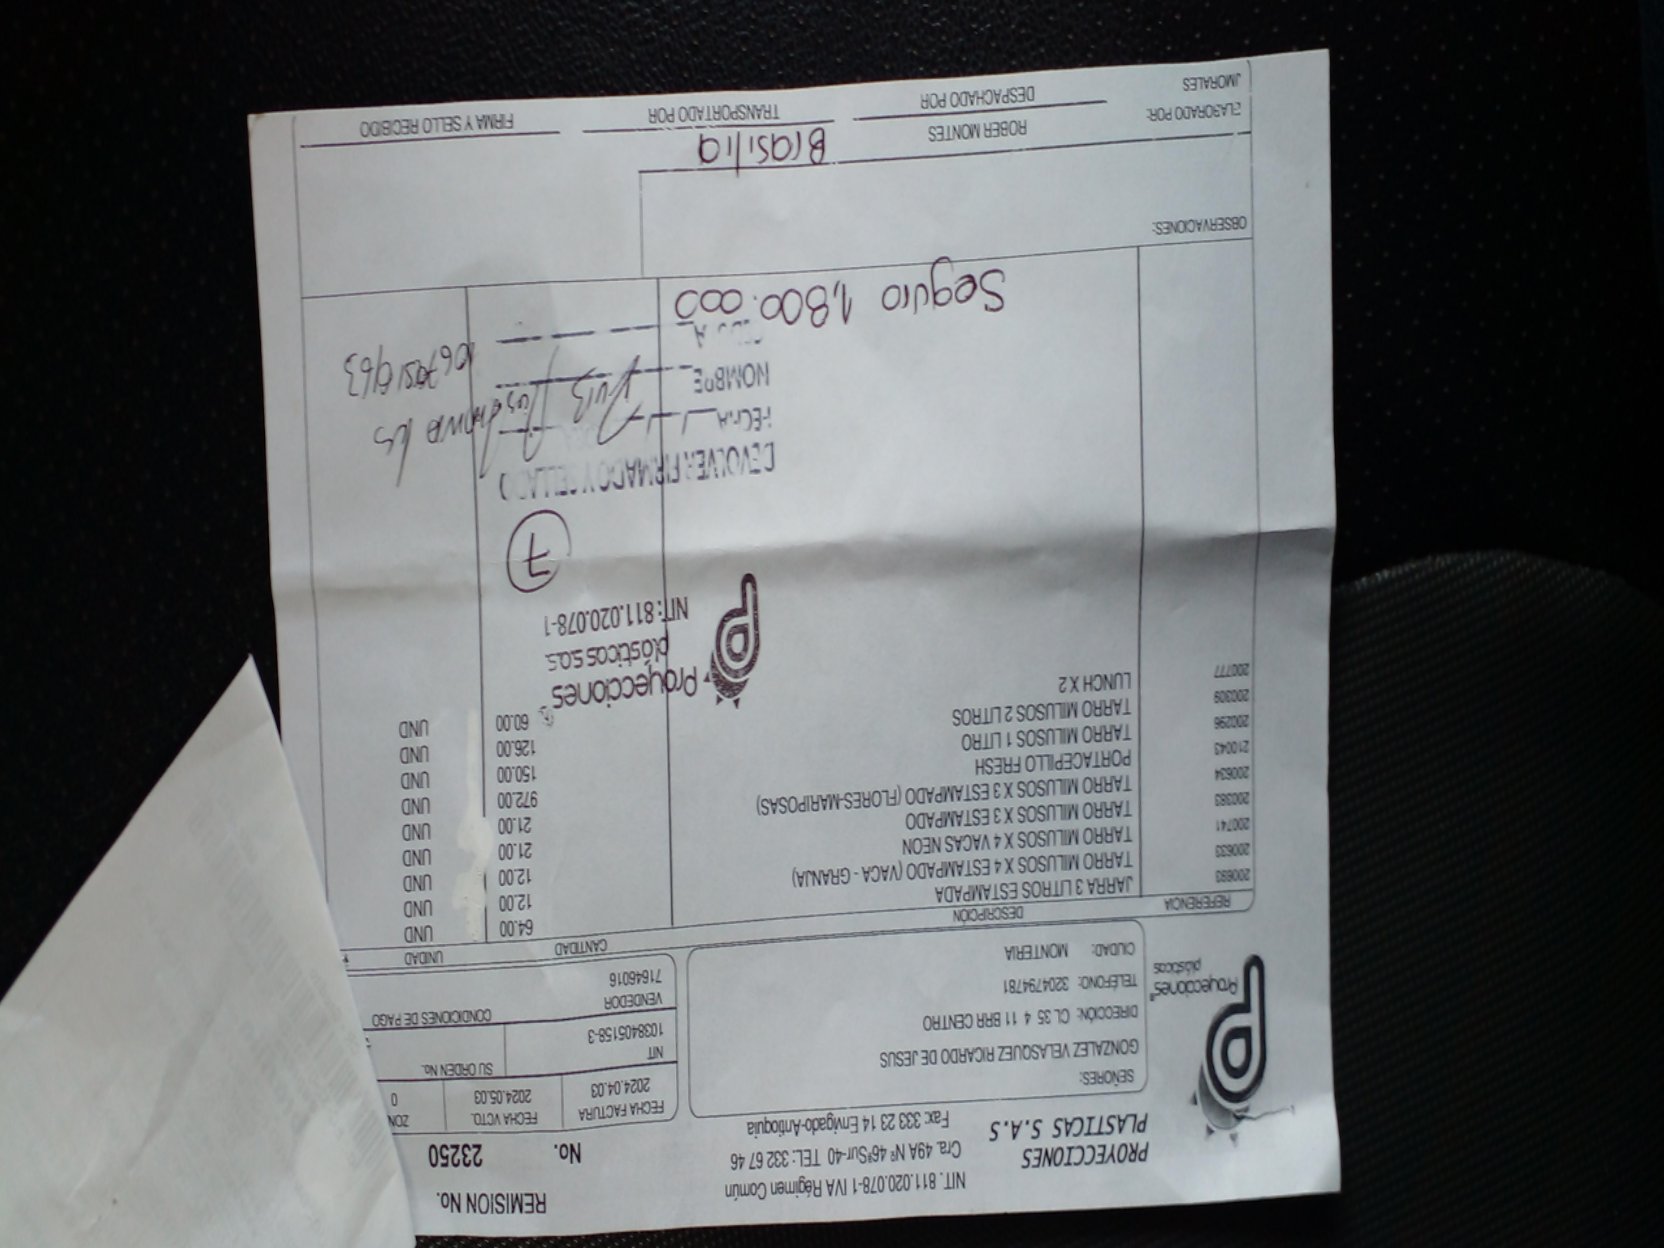 REMISION No.
No. 23250
PROYECCIONES
PLASTICAS S.A.S
NIT. 811.020.078-1 IVA Régimen Común
Cra. 49A Nº 46ªSur-40 TEL: 332 67 46
Fax: 333 23 14 Envigado-Antioquia
FECHA FACTURA FECHA VCTO. ZON
2024.04.03 2024.05.03 0
Proyecciones
plásticas
SEÑORES:
GONZALEZ VELASQUEZ RICARDO DE JESUS
DIRECCIÓN: CL 35 4 11 BRR CENTRO
TELÉFONO: 3204794781
CIUDAD: MONTERIA
NIT SU ORDEN No.
1038405158-3
VENDEDOR CONDICIONES DE PAGO
71646016
REFERENCIA DESCRIPCIÓN CANTIDAD UNIDAD
200693 JARRA 3 LITROS ESTAMPADA 64.00 UND
200633 TARRO MILUSOS X 4 ESTAMPADO (VACA - GRANJA) 12.00 UND
200741 TARRO MILUSOS X 4 VACAS NEON 12.00 UND
200383 TARRO MILUSOS X 3 ESTAMPADO 21.00 UND
200634 TARRO MILUSOS X 3 ESTAMPADO (FLORES-MARIPOSAS) 21.00 UND
210043 PORTACEPILLO FRESH 972.00 UND
200296 TARRO MILUSOS 1 LITRO 150.00 UND
200309 TARRO MILUSOS 2 LITROS 126.00 UND
200777 LUNCH X 2 60.00 UND
Proyecciones
plásticas s.a.s
NIT: 811.020.078-1
7
DEVOLVER FIRMADO Y SELLADO
FECHA
NOMBRE
Seguro 1,800.000
OBSERVACIONES:
Brasilia
ELABORADO POR: ROBER MONTES
JMORALES DESPACHADO POR TRANSPORTADO POR FIRMA Y SELLO RECIBIDO